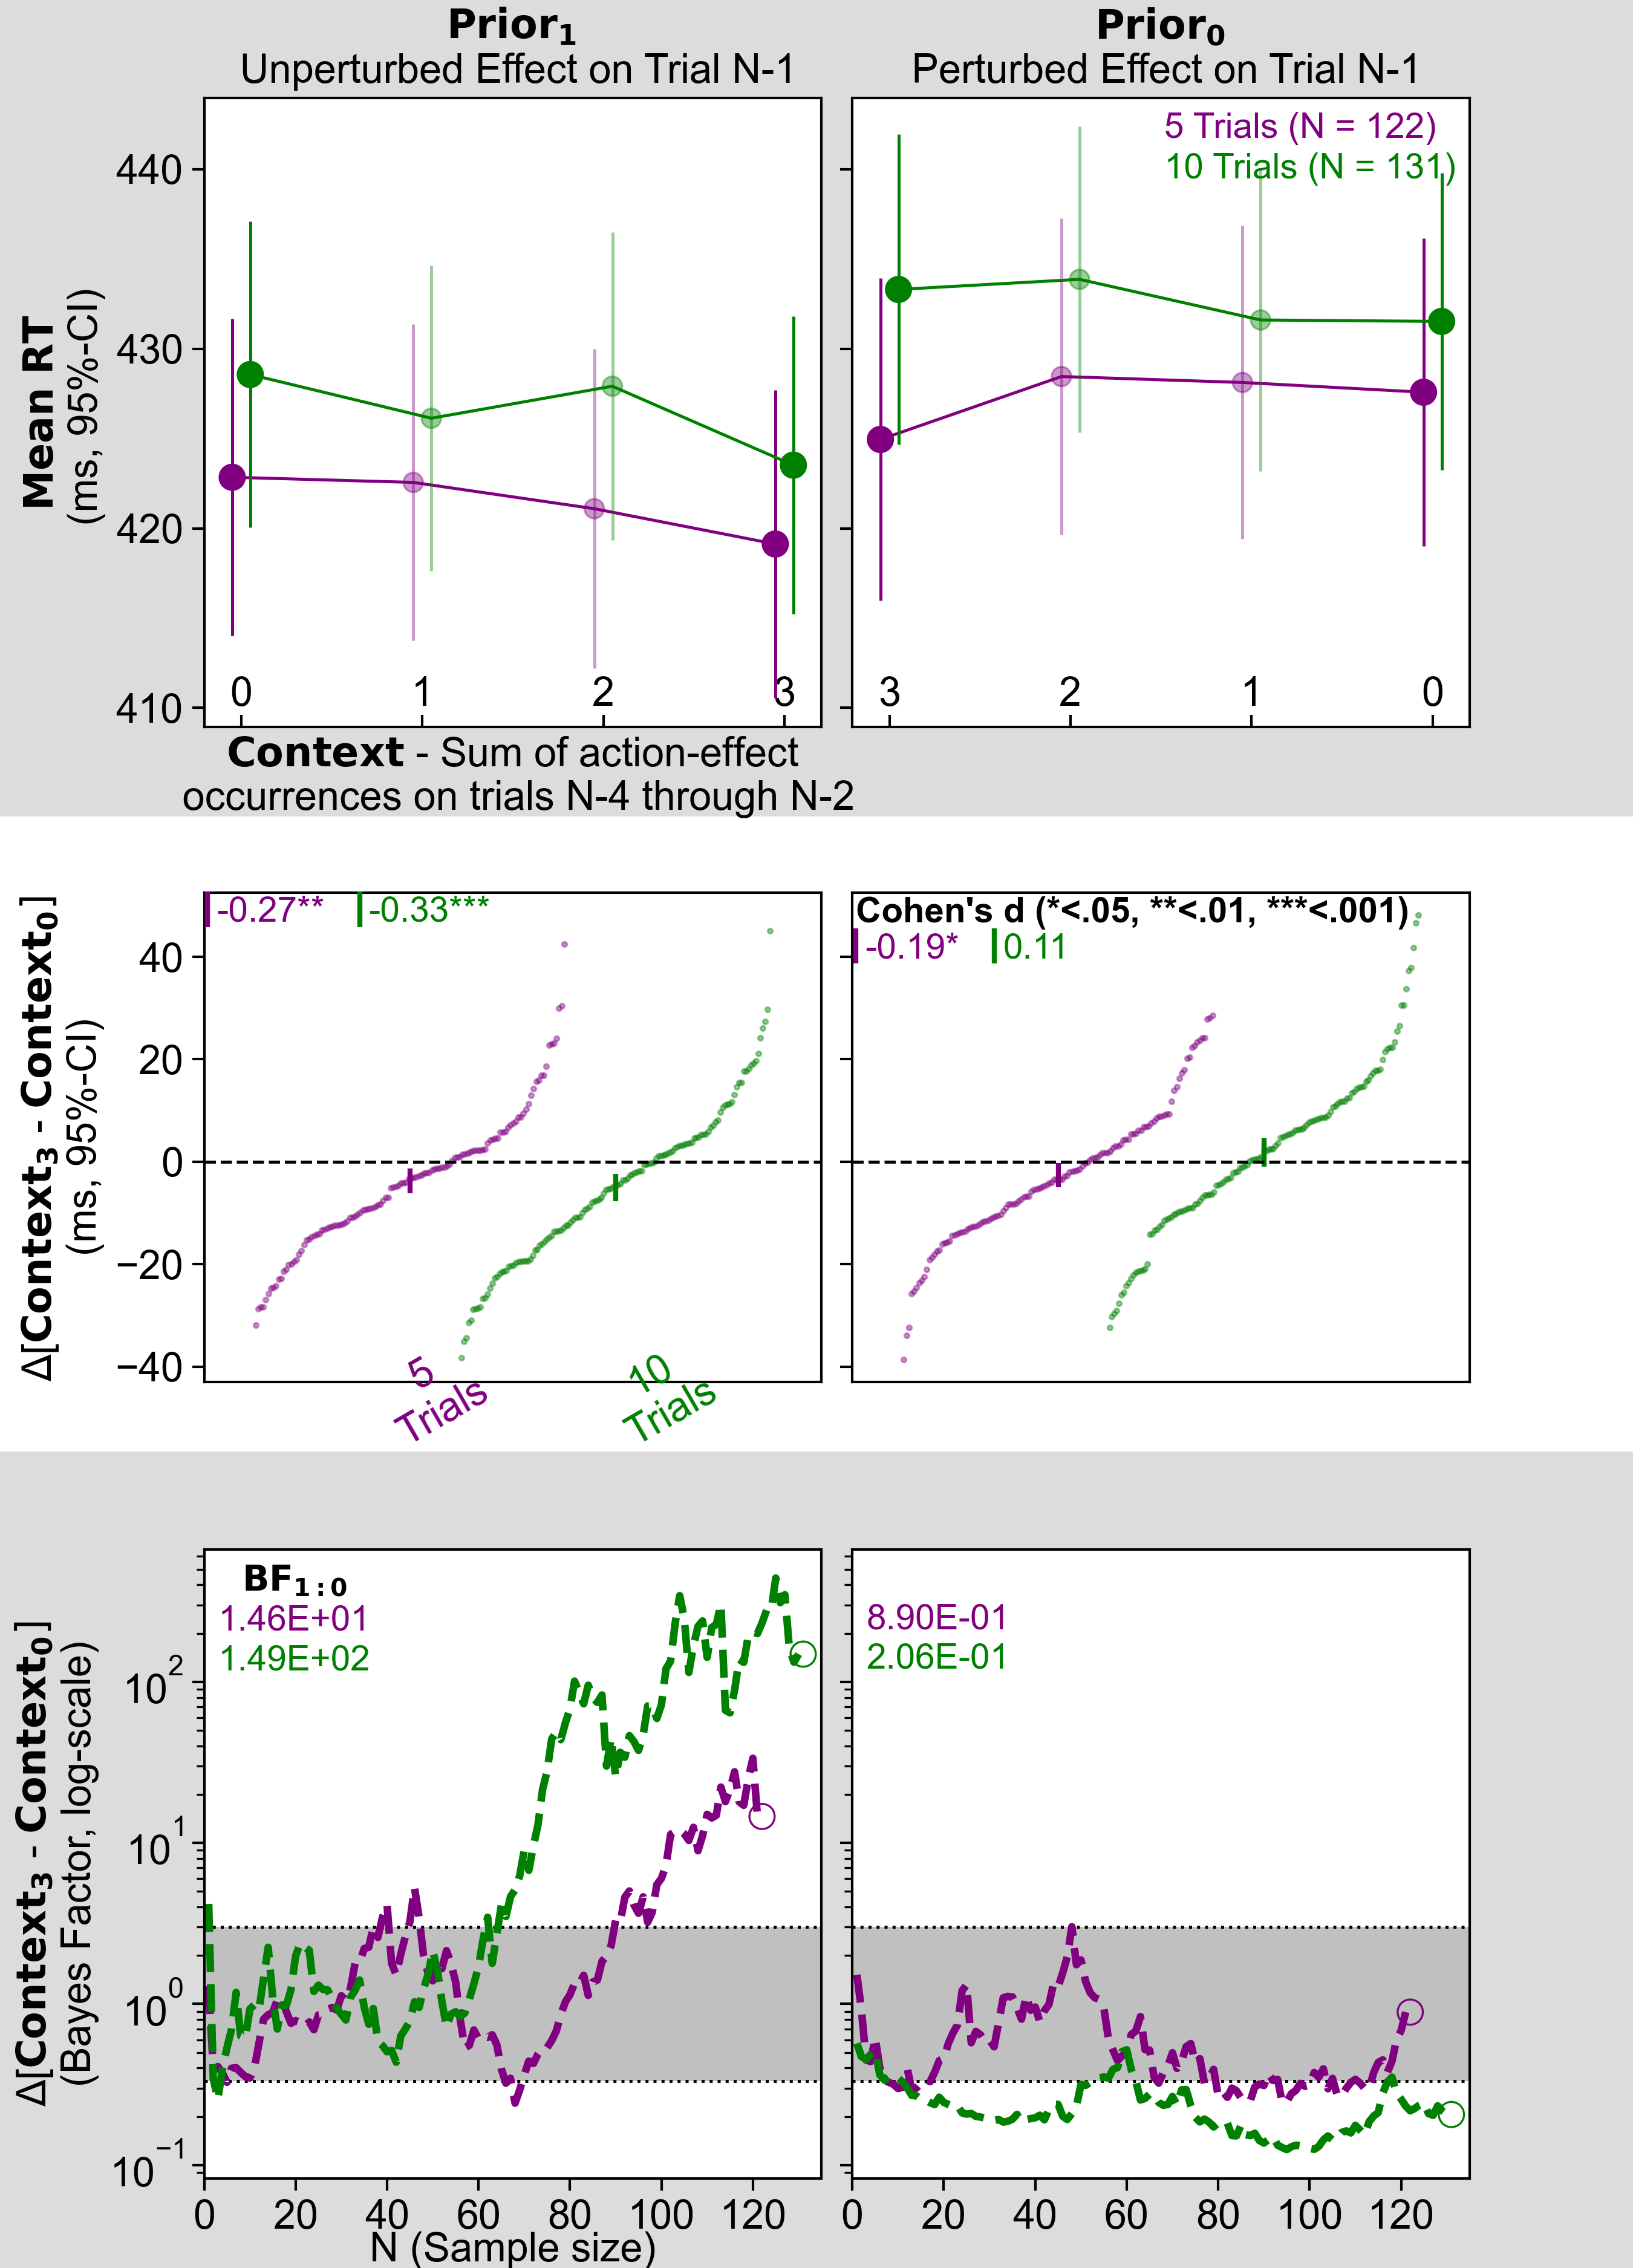 Prior1
Unperturbed Effect on Trial N-1
Prior0
Perturbed Effect on Trial N-1
Mean RT
(ms, 95%-CI)
440
430
420
410
0 1 2 3
5 Trials (N = 122)
10 Trials (N = 131)
3 2 1 0
Context - Sum of action-effect
occurrences on trials N-4 through N-2
Δ[Context3 - Context0]
(ms, 95%-CI)
40
20
0
−20
−40
-0.27** -0.33***
5
Trials
10
Trials
Cohen's d (*<.05, **<.01, ***<.001)
-0.19* 0.11
Δ[Context3 - Context0]
(Bayes Factor, log-scale)
10^2
10^1
10^0
10^−1
BF1:0
1.46E+01
1.49E+02
8.90E-01
2.06E-01
0 20 40 60 80 100 120
0 20 40 60 80 100 120
N (Sample size)